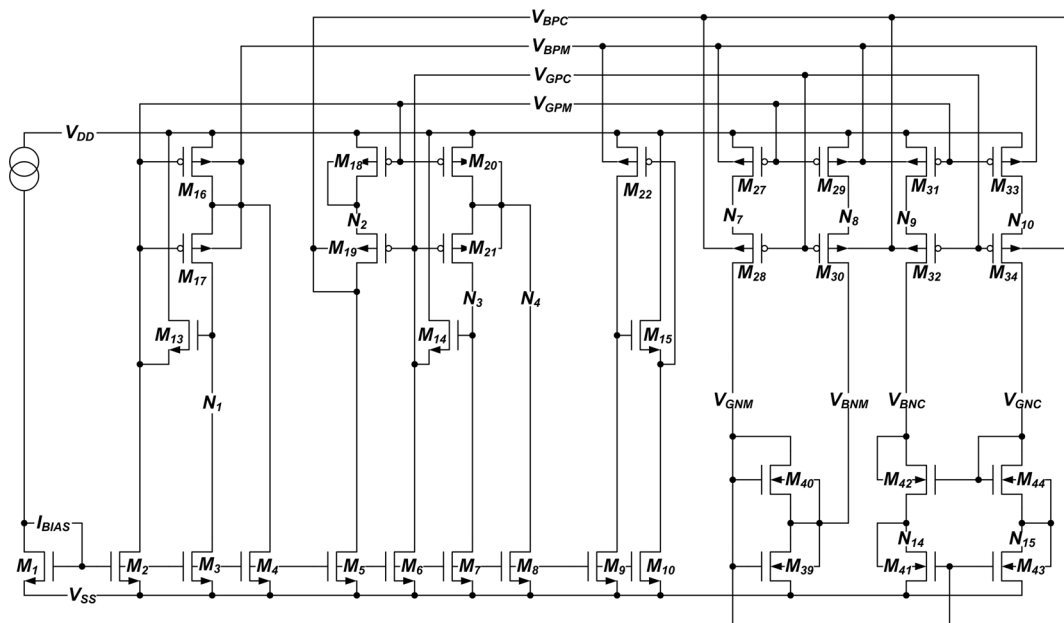 V_BPC
V_BPM
V_GPC
V_GPM
V_DD
M_16 M_18 M_20 M_22 M_27 M_29 M_31 M_33
N_2 N_7 N_8 N_9 N_10
M_17 M_19 M_21 M_28 M_30 M_32 M_34
N_3 N_4
M_13 M_14 M_15
N_1 V_GNM V_BNM V_BNC V_GNC
M_40 M_42 M_44
I_BIAS N_14 N_15
M_1 M_2 M_3 M_4 M_5 M_6 M_7 M_8 M_9 M_10 M_39 M_41 M_43
V_SS